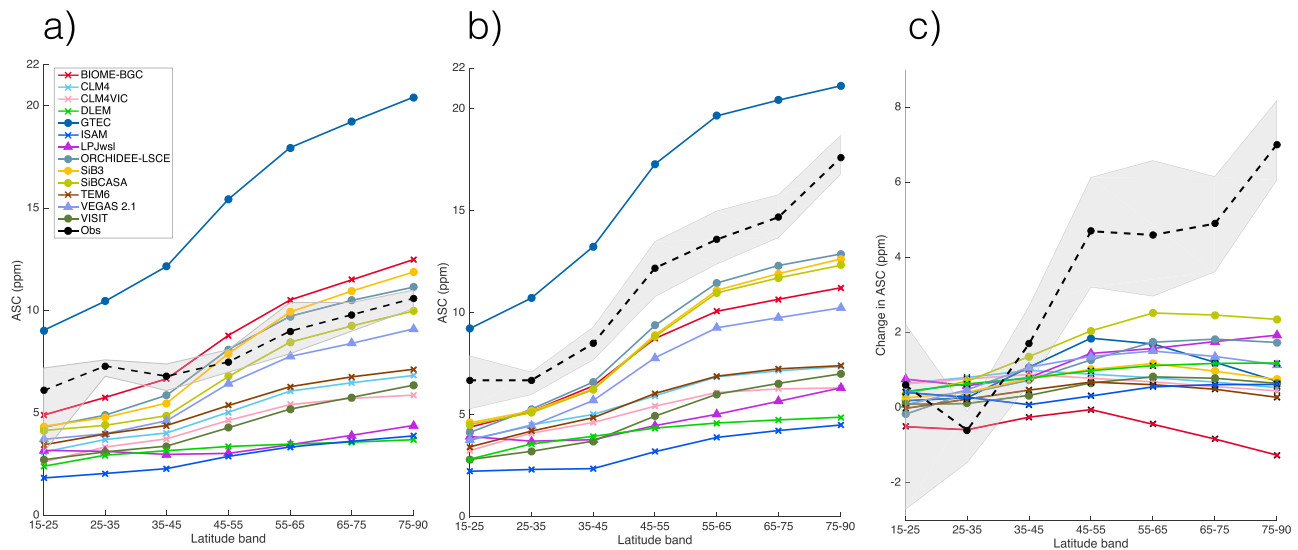 a)
22
20
15
10
5
0
ASC (ppm)
BIOME-BGC
CLM4
CLM4VIC
DLEM
GTEC
ISAM
LPJwsl
ORCHIDEE-LSCE
SiB3
SiBCASA
TEM6
VEGAS 2.1
VISIT
Obs
15-25 25-35 35-45 45-55 55-65 65-75 75-90
Latitude band
b)
22
20
15
10
5
0
ASC (ppm)
15-25 25-35 35-45 45-55 55-65 65-75 75-90
Latitude band
c)
8
6
4
2
0
-2
Change in ASC (ppm)
15-25 25-35 35-45 45-55 55-65 65-75 75-90
Latitude band